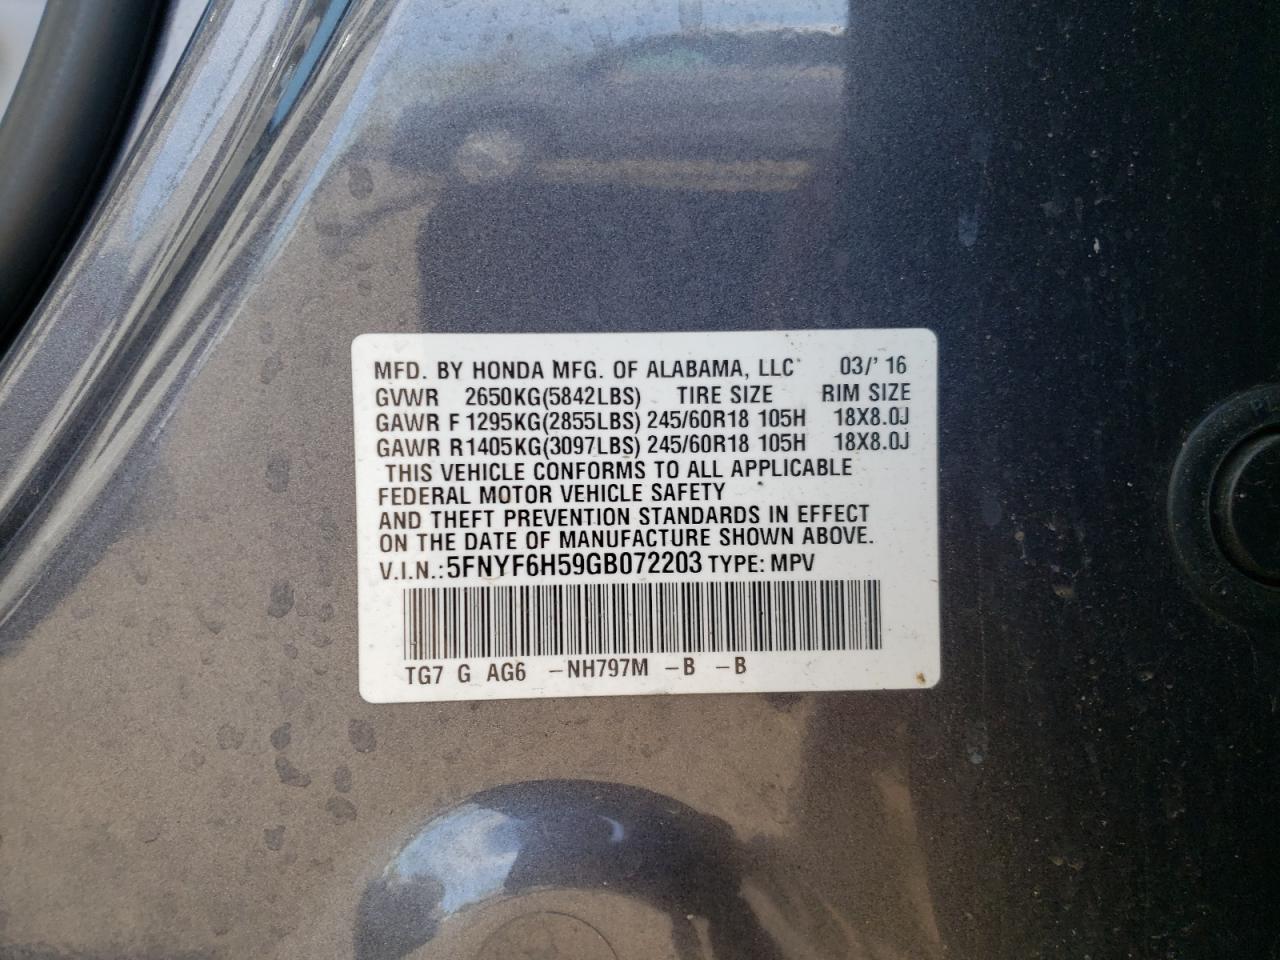 MFD. BY HONDA MFG. OF ALABAMA, LLC 03/'16
GVWR 2650KG(5842LBS) TIRE SIZE RIM SIZE
GAWR F 1295KG(2855LBS) 245/60R18 105H 18X8.0J
GAWR R1405KG(3097LBS) 245/60R18 105H 18X8.0J
THIS VEHICLE CONFORMS TO ALL APPLICABLE
FEDERAL MOTOR VEHICLE SAFETY
AND THEFT PREVENTION STANDARDS IN EFFECT
ON THE DATE OF MANUFACTURE SHOWN ABOVE.
V.I.N.:5FNYF6H59GB072203 TYPE: MPV
TG7 G AG6 -NH797M -B -B